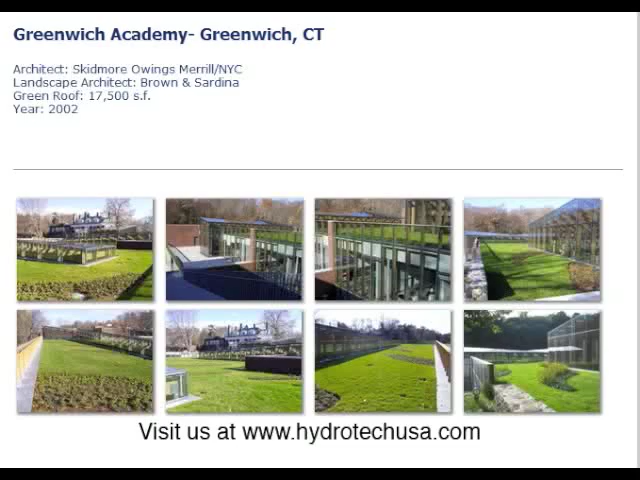 Greenwich Academy- Greenwich, CT
Architect: Skidmore Owings Merrill/NYC
Landscape Architect: Brown & Sardina
Green Roof: 17,500 s.f.
Year: 2002
Visit us at www.hydrotechusa.com